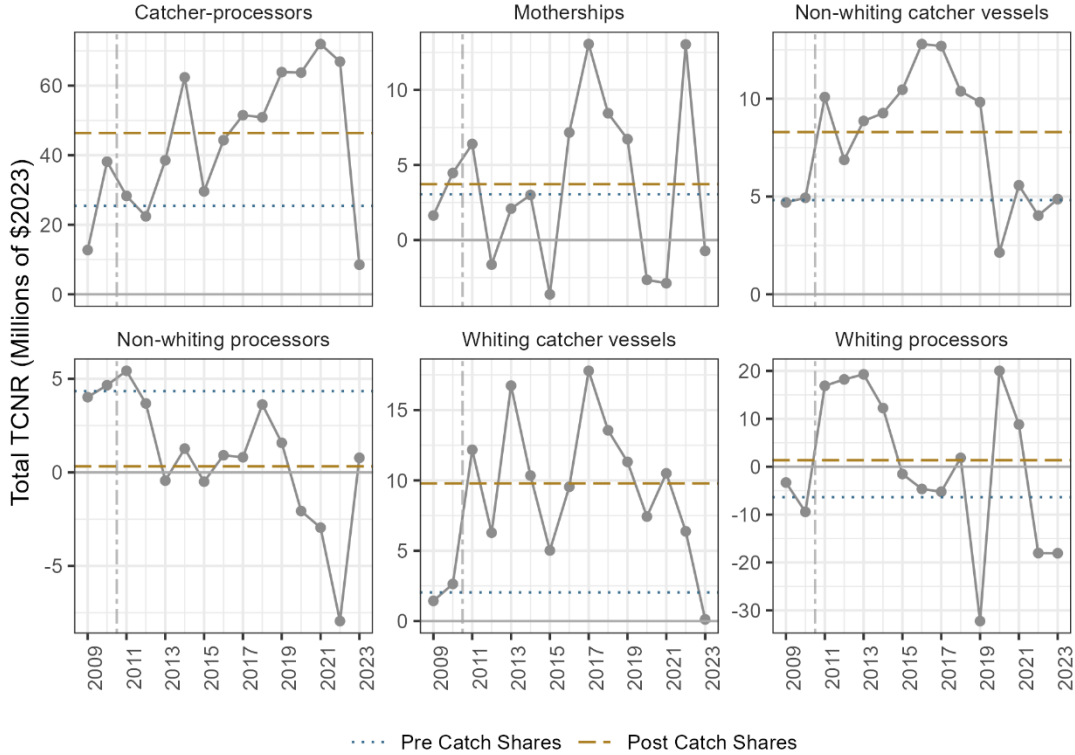 Catcher-processors
Motherships
Non-whiting catcher vessels
60
40
20
0
10
5
0
10
5
0
Non-whiting processors
Whiting catcher vessels
Whiting processors
5
0
-5
15
10
5
0
20
10
0
-10
-20
-30
Total TCNR (Millions of $2023)
2009 2011 2013 2015 2017 2019 2021 2023
2009 2011 2013 2015 2017 2019 2021 2023
2009 2011 2013 2015 2017 2019 2021 2023
Pre Catch Shares Post Catch Shares